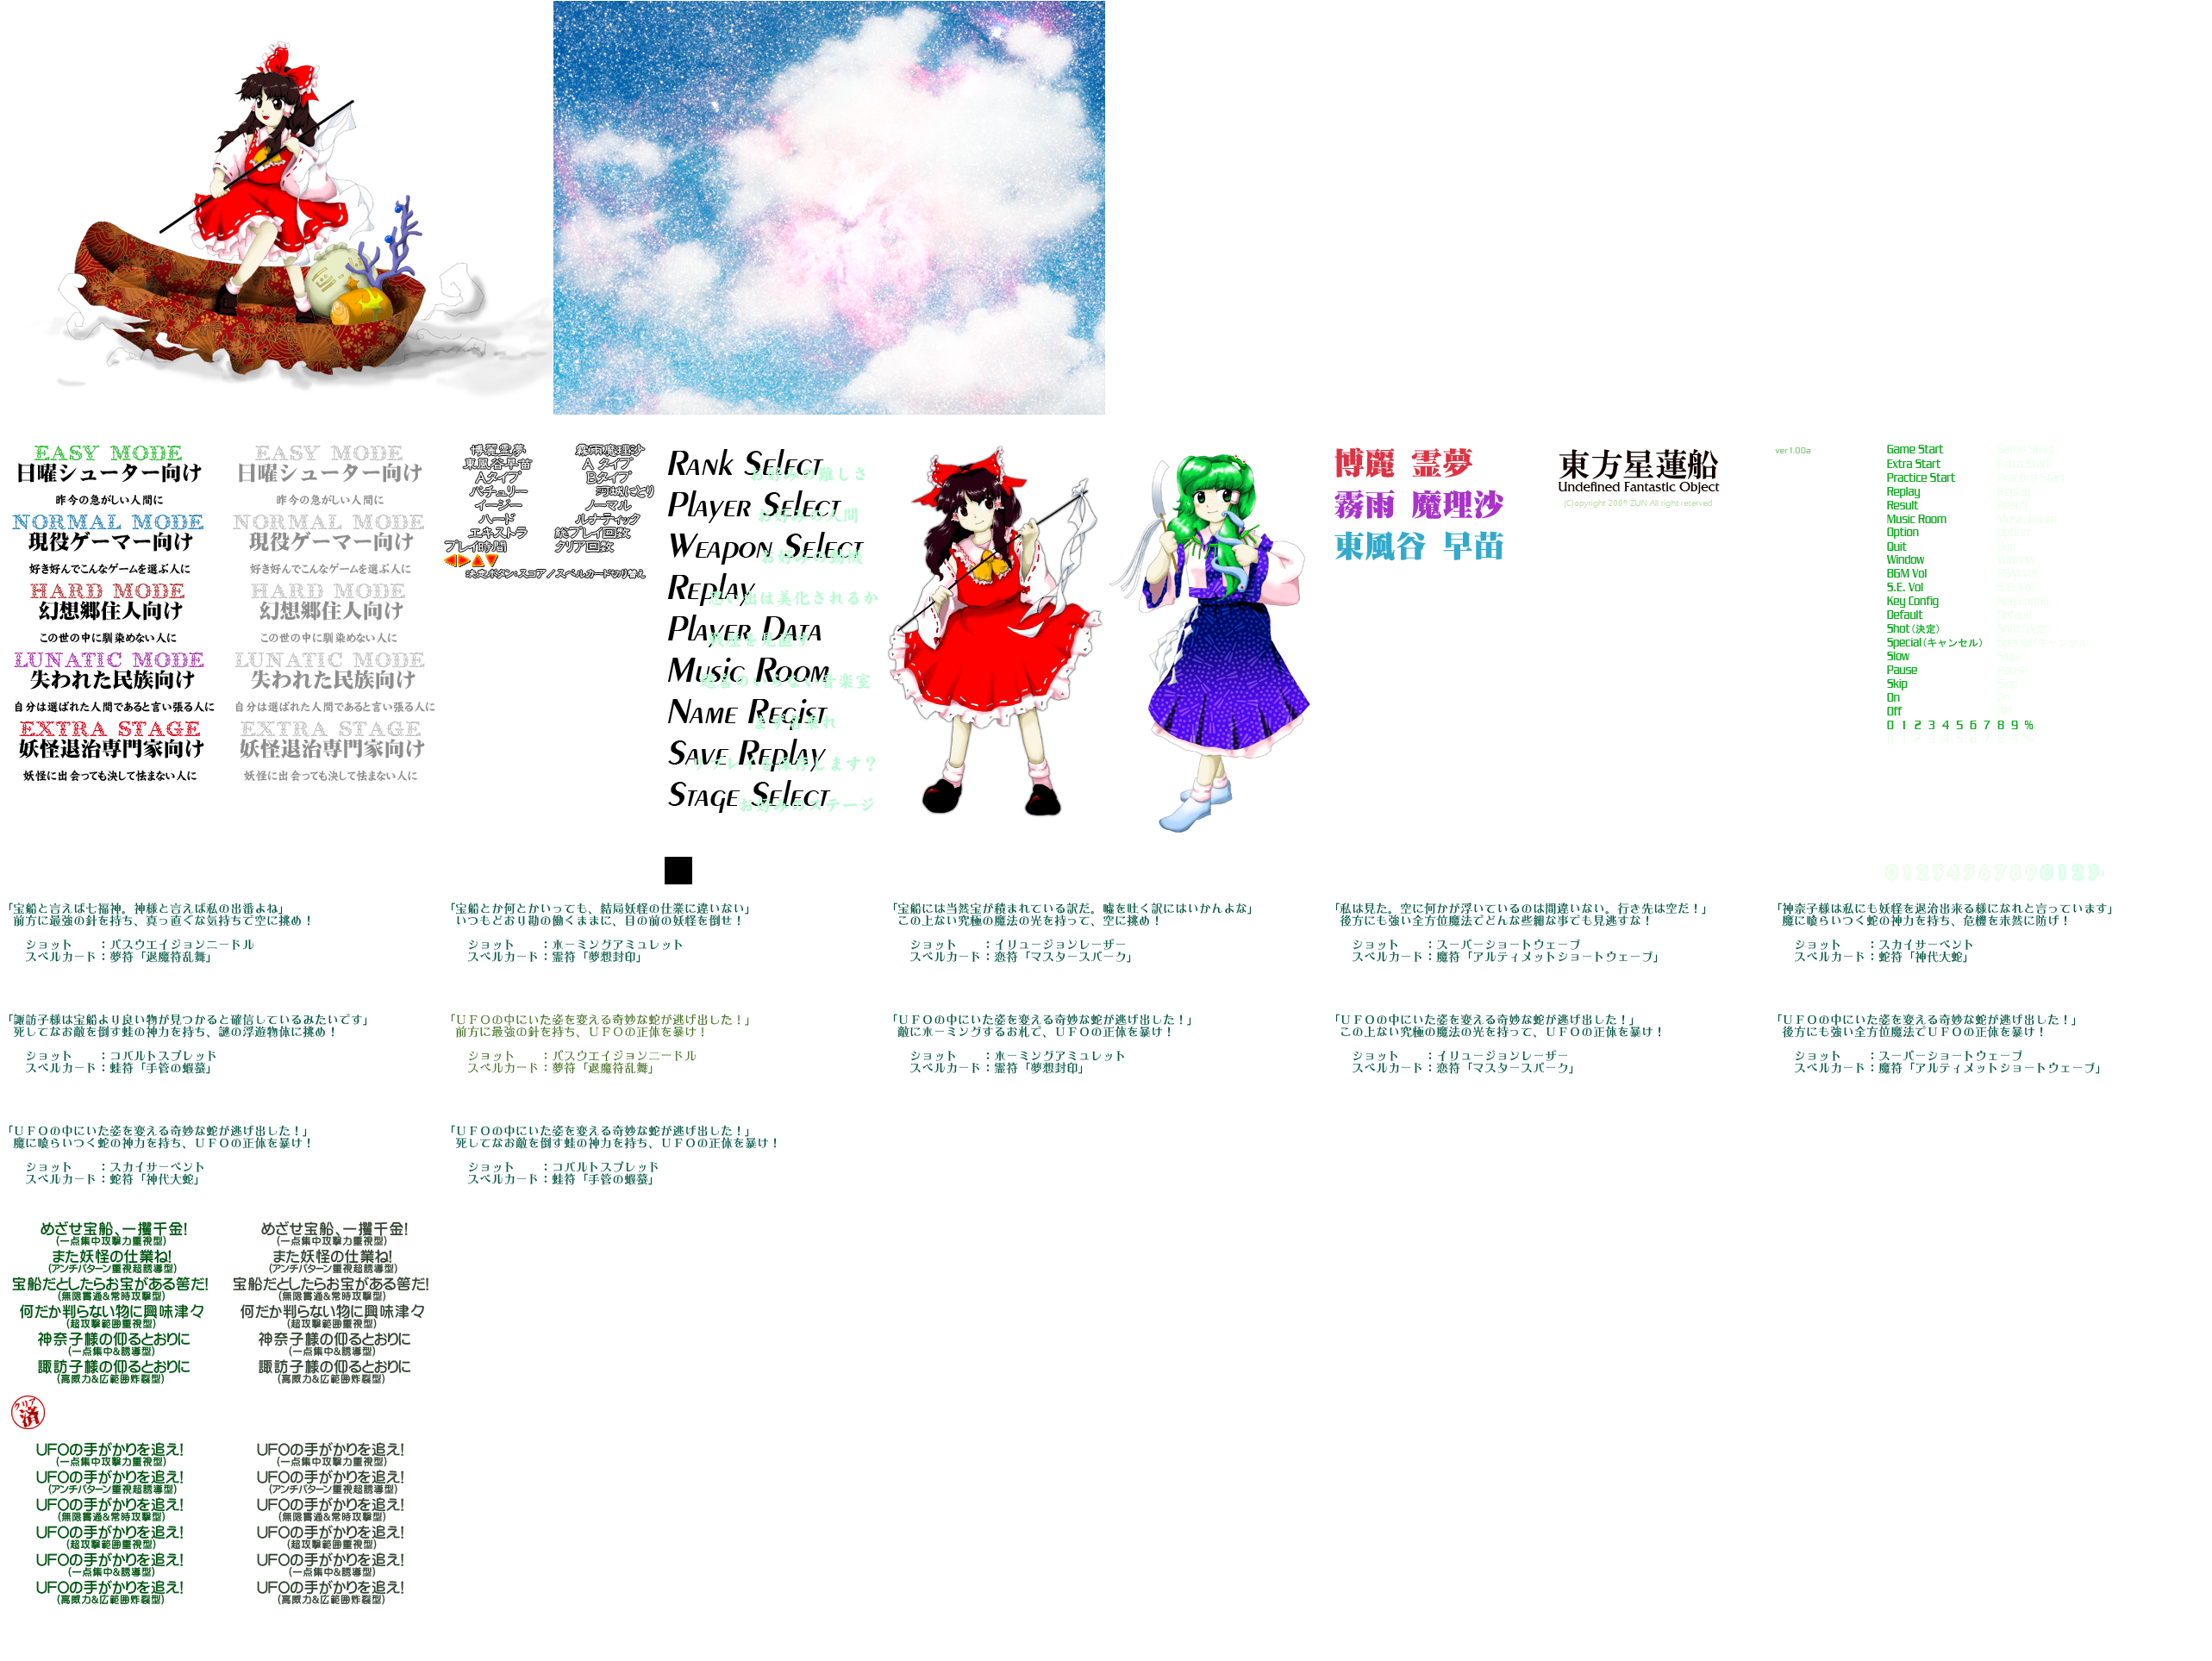 EASY MODE
日曜シューター向け
昨今の急がしい人間に
NORMAL MODE
現役ゲーマー向け
好き好んでこんなゲームを選ぶ人に
HARD MODE
幻想郷住人向け
この世の中に馴染めない人に
LUNATIC MODE
失われた民族向け
自分は選ばれた人間であると言い張る人に
EXTRA STAGE
妖怪退治専門家向け
妖怪に出会っても決して怯まない人に
EASY MODE
日曜シューター向け
昨今の急がしい人間に
NORMAL MODE
現役ゲーマー向け
好き好んでこんなゲームを選ぶ人に
HARD MODE
幻想郷住人向け
この世の中に馴染めない人に
LUNATIC MODE
失われた民族向け
自分は選ばれた人間であると言い張る人に
EXTRA STAGE
妖怪退治専門家向け
妖怪に出会っても決して怯まない人に
博麗霊夢 霧雨魔理沙
東風谷早苗 Aタイプ
Aタイプ Bタイプ
パチュリー 河城にとり
イージー ノーマル
ハード ルナティック
エキストラ 総プレイ回数
プレイ時間 クリア回数
決定ボタン:スコア/スペルカード切り替え
Rank Select
お好みの難しさ
Player Select
お好みの人間
Weapon Select
お好みの動機
Replay
思い出は美化されるか
Player Data
Music Room
Name Regist
まずは名乗れ
Save Replay
リプレイを保存します?
Stage Select
お好みのステージ
博麗 霊夢
霧雨 魔理沙
東風谷 早苗
東方星蓮船
Undefined Fantastic Object
(C)opyright 2009 ZUN All right reserved
ver 1.00a
Game Start
Extra Start
Practice Start
Replay
Result
Music Room
Option
Quit
Window
BGM Vol
S.E. Vol
Key Config
Default
Shot(決定)
Special(キャンセル)
Slow
Pause
Skip
On
Off
0 1 2 3 4 5 6 7 8 9 %
Game Start
Extra Start
Practice Start
Replay
Result
Music Room
Option
Quit
Window
BGM Vol
S.E. Vol
Key Config
Default
Shot(決定)
Special(キャンセル)
Slow
Pause
Skip
On
Off
01234567890123
「宝船と言えば七福神。神様と言えば私の出番よね」
前方に最強の針を持ち、真っ直ぐな気持ちで空に挑め!
ショット :パスウエイジョンニードル
スペルカード:夢符「退魔符乱舞」
「宝船とか何とかいっても、結局妖怪の仕業に違いない」
いつもどおり勘の働くままに、目の前の妖怪を倒せ!
ショット :ホーミングアミュレット
スペルカード:霊符「夢想封印」
「宝船には当然宝が積まれている訳だ。嘘を吐く訳にはいかんよな」
この上ない究極の魔法の光を持って、空に挑め!
ショット :イリュージョンレーザー
スペルカード:恋符「マスタースパーク」
「私は見た。空に何かが浮いているのは間違いない。行き先は空だ!」
後方にも強い全方位魔法でどんな些細な事でも見逃すな!
ショット :スーパーショートウェーブ
スペルカード:魔符「アルティメットショートウェーブ」
「神奈子様は私にも妖怪を退治出来る様になれと言っています」
魔に喰らいつく蛇の神力を持ち、危機を未然に防げ!
ショット :スカイサーペント
スペルカード:蛇符「神代大蛇」
「諏訪子様は宝船より良い物が見つかると確信しているみたいです」
死してなお敵を倒す蛙の神力を持ち、謎の浮遊物体に挑め!
ショット :コバルトスプレッド
スペルカード:蛙符「手管の蝦蟇」
「UFOの中にいた姿を変える奇妙な蛇が逃げ出した!」
前方に最強の針を持ち、UFOの正体を暴け!
ショット :パスウエイジョンニードル
スペルカード:夢符「退魔符乱舞」
「UFOの中にいた姿を変える奇妙な蛇が逃げ出した!」
敵にホーミングするお札で、UFOの正体を暴け!
ショット :ホーミングアミュレット
スペルカード:霊符「夢想封印」
「UFOの中にいた姿を変える奇妙な蛇が逃げ出した!」
この上ない究極の魔法の光を持って、UFOの正体を暴け!
ショット :イリュージョンレーザー
スペルカード:恋符「マスタースパーク」
「UFOの中にいた姿を変える奇妙な蛇が逃げ出した!」
後方にも強い全方位魔法でUFOの正体を暴け!
ショット :スーパーショートウェーブ
スペルカード:魔符「アルティメットショートウェーブ」
「UFOの中にいた姿を変える奇妙な蛇が逃げ出した!」
魔に喰らいつく蛇の神力を持ち、UFOの正体を暴け!
ショット :スカイサーペント
スペルカード:蛇符「神代大蛇」
「UFOの中にいた姿を変える奇妙な蛇が逃げ出した!」
死してなお敵を倒す蛙の神力を持ち、UFOの正体を暴け!
ショット :コバルトスプレッド
スペルカード:蛙符「手管の蝦蟇」
めざせ宝船、一攫千金!
(一点集中攻撃力重視型)
また妖怪の仕業ね!
(アンチパターン重視超誘導型)
宝船だとしたらお宝がある筈だ!
(無限貫通&常時攻撃型)
何だか判らない物に興味津々
(超攻撃範囲重視型)
神奈子様の仰るとおりに
(一点集中&誘導型)
諏訪子様の仰るとおりに
(高威力&広範囲炸裂型)
めざせ宝船、一攫千金!
(一点集中攻撃力重視型)
また妖怪の仕業ね!
(アンチパターン重視超誘導型)
宝船だとしたらお宝がある筈だ!
(無限貫通&常時攻撃型)
何だか判らない物に興味津々
(超攻撃範囲重視型)
神奈子様の仰るとおりに
(一点集中&誘導型)
諏訪子様の仰るとおりに
(高威力&広範囲炸裂型)
クリア済
UFOの手がかりを追え!
(一点集中攻撃力重視型)
UFOの手がかりを追え!
(アンチパターン重視超誘導型)
UFOの手がかりを追え!
(無限貫通&常時攻撃型)
UFOの手がかりを追え!
(超攻撃範囲重視型)
UFOの手がかりを追え!
(一点集中&誘導型)
UFOの手がかりを追え!
(高威力&広範囲炸裂型)
UFOの手がかりを追え!
(一点集中攻撃力重視型)
UFOの手がかりを追え!
(アンチパターン重視超誘導型)
UFOの手がかりを追え!
(無限貫通&常時攻撃型)
UFOの手がかりを追え!
(超攻撃範囲重視型)
UFOの手がかりを追え!
(一点集中&誘導型)
UFOの手がかりを追え!
(高威力&広範囲炸裂型)